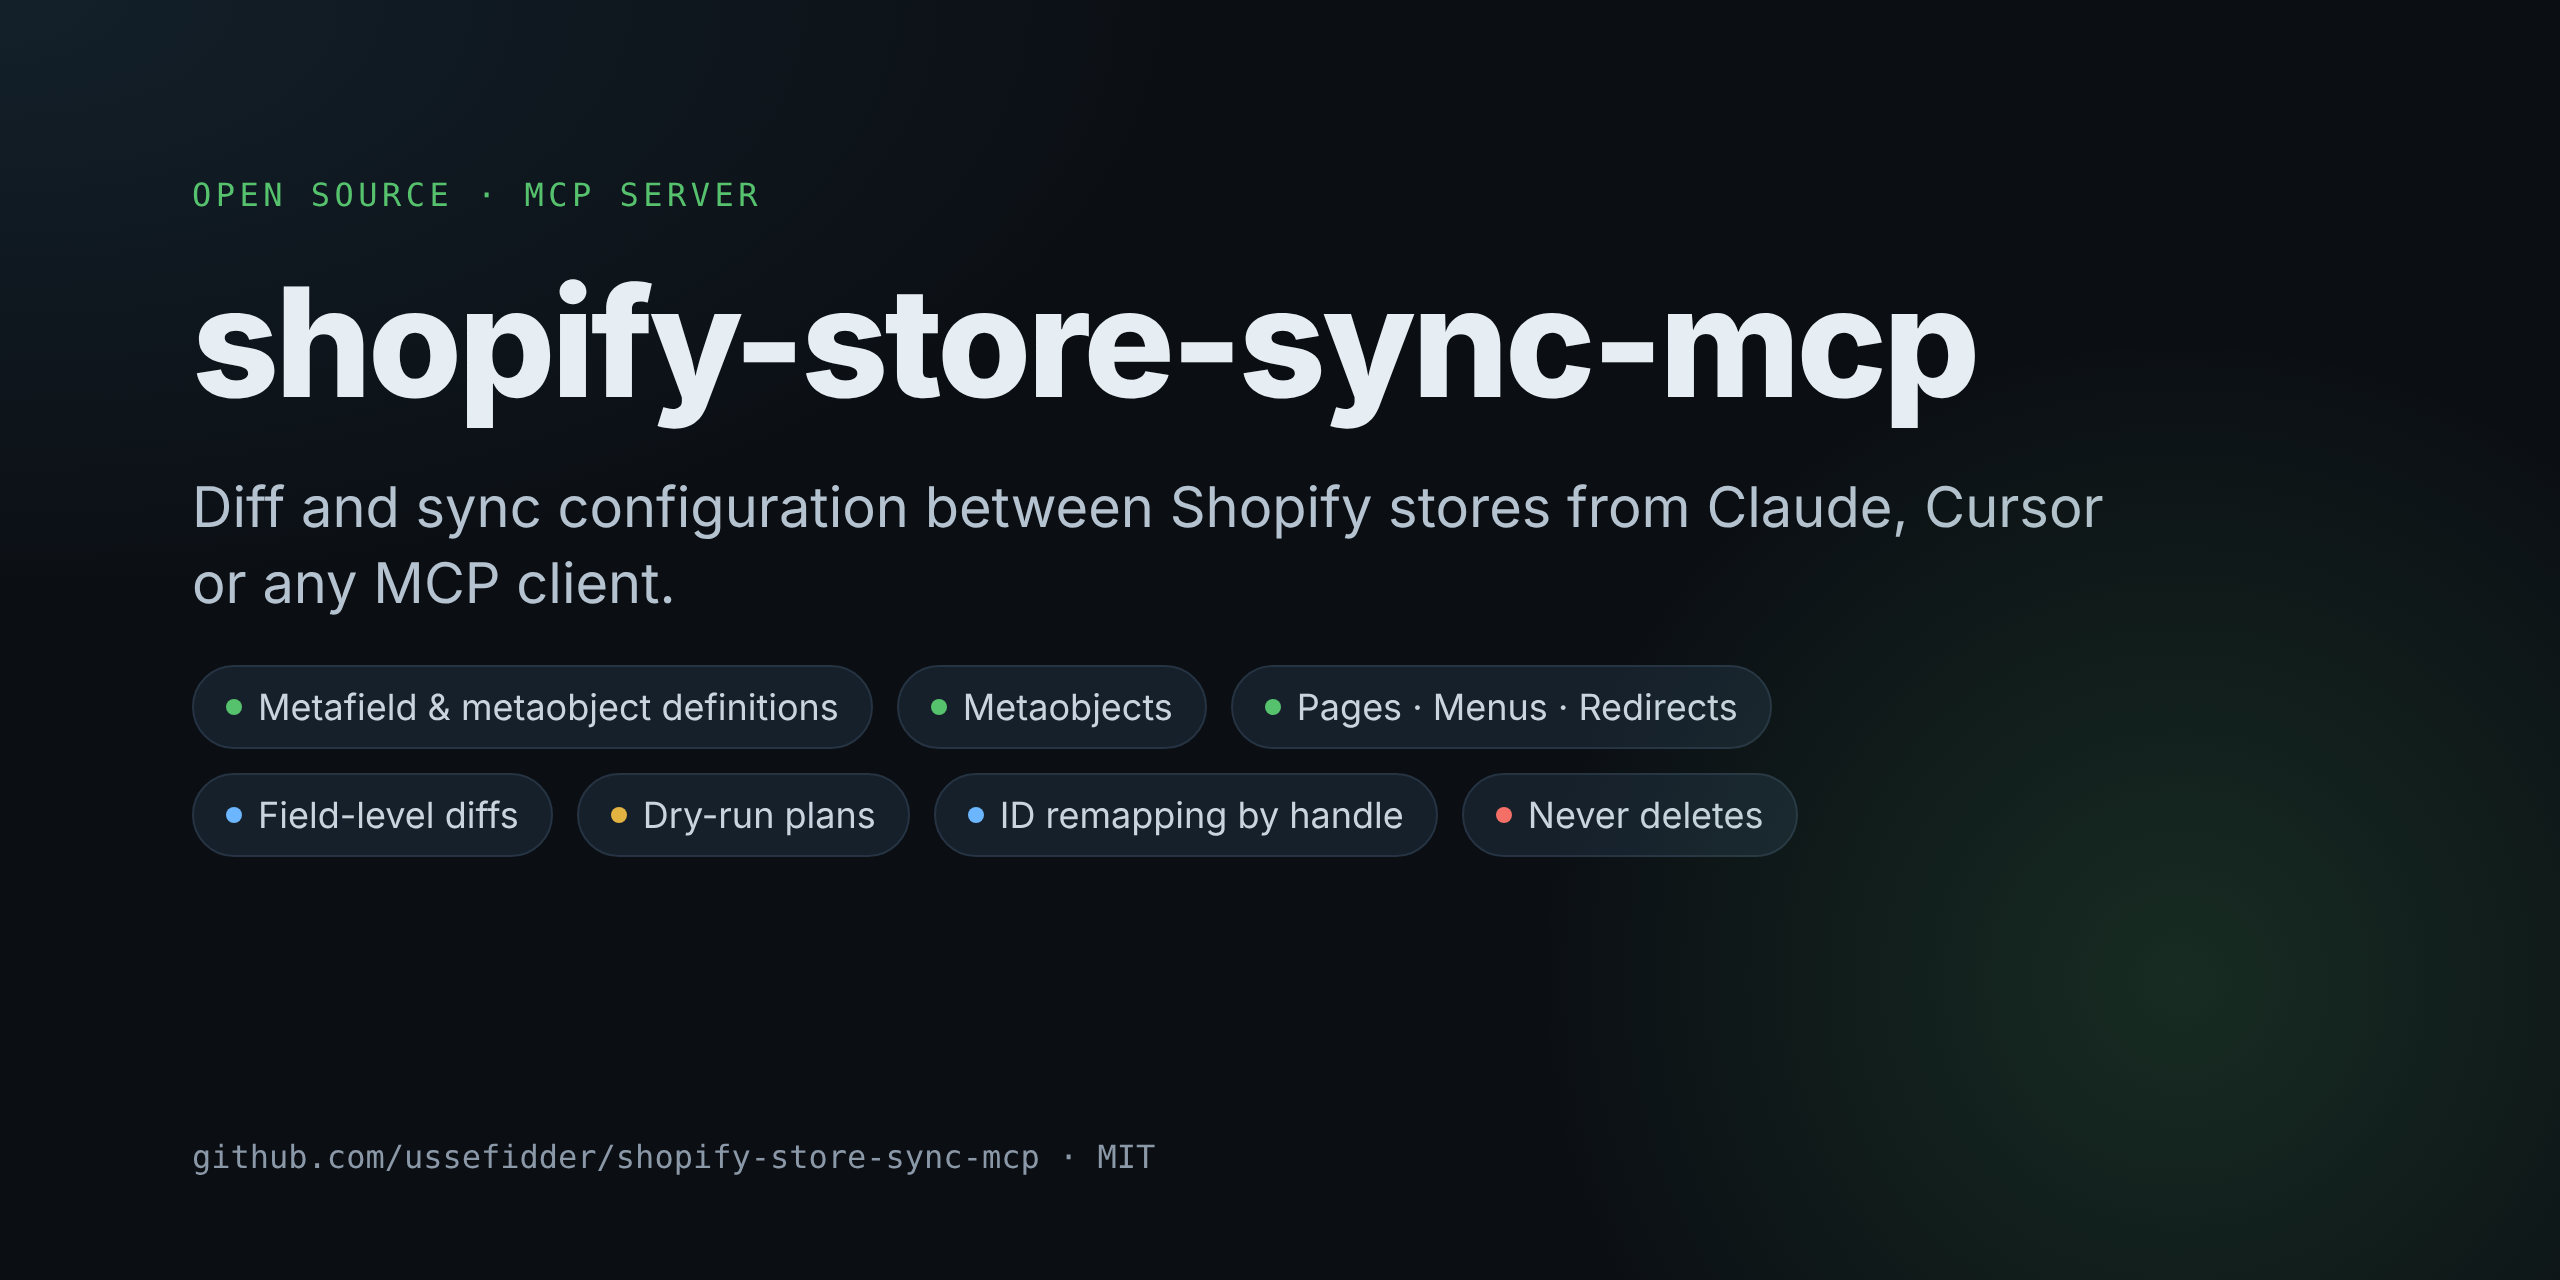 OPEN SOURCE · MCP SERVER
shopify-store-sync-mcp
Diff and sync configuration between Shopify stores from Claude, Cursor
or any MCP client.
Metafield & metaobject definitions
Metaobjects
Pages · Menus · Redirects
Field-level diffs
Dry-run plans
ID remapping by handle
Never deletes
github.com/ussefidder/shopify-store-sync-mcp · MIT